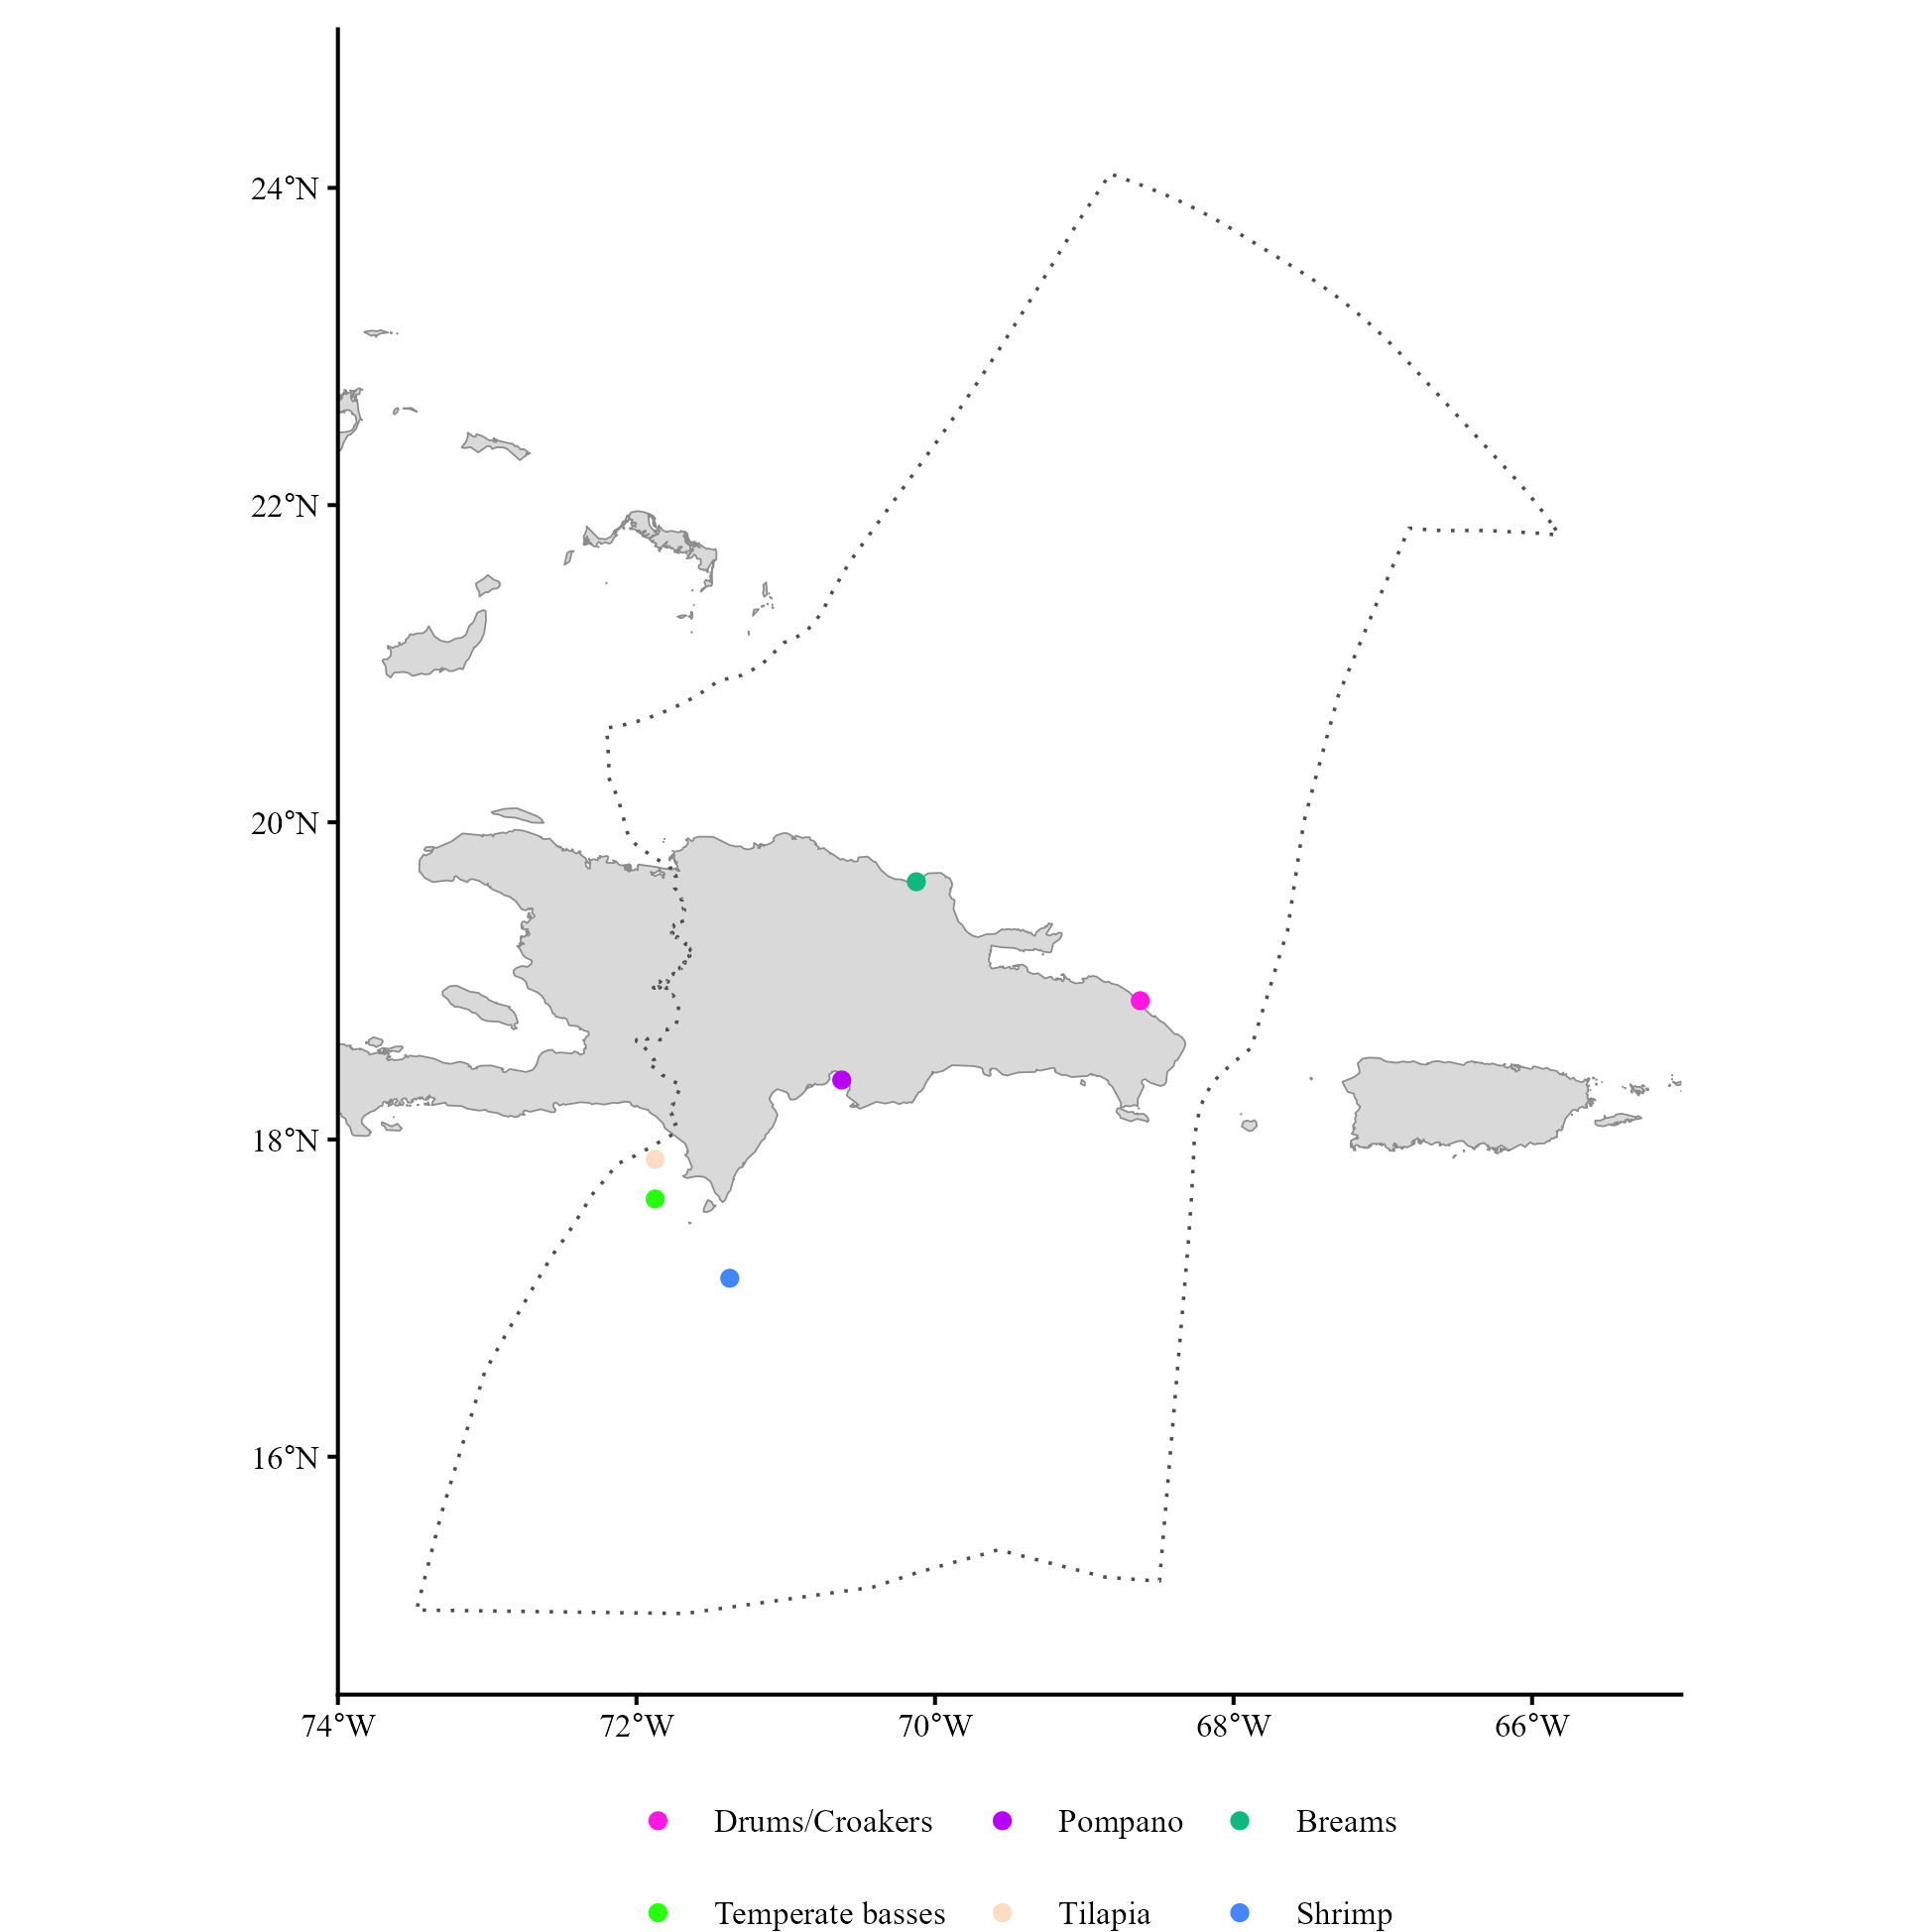 24°N
22°N
20°N
18°N
16°N
74°W 72°W 70°W 68°W 66°W
Drums/Croakers Pompano Breams
Temperate basses Tilapia Shrimp